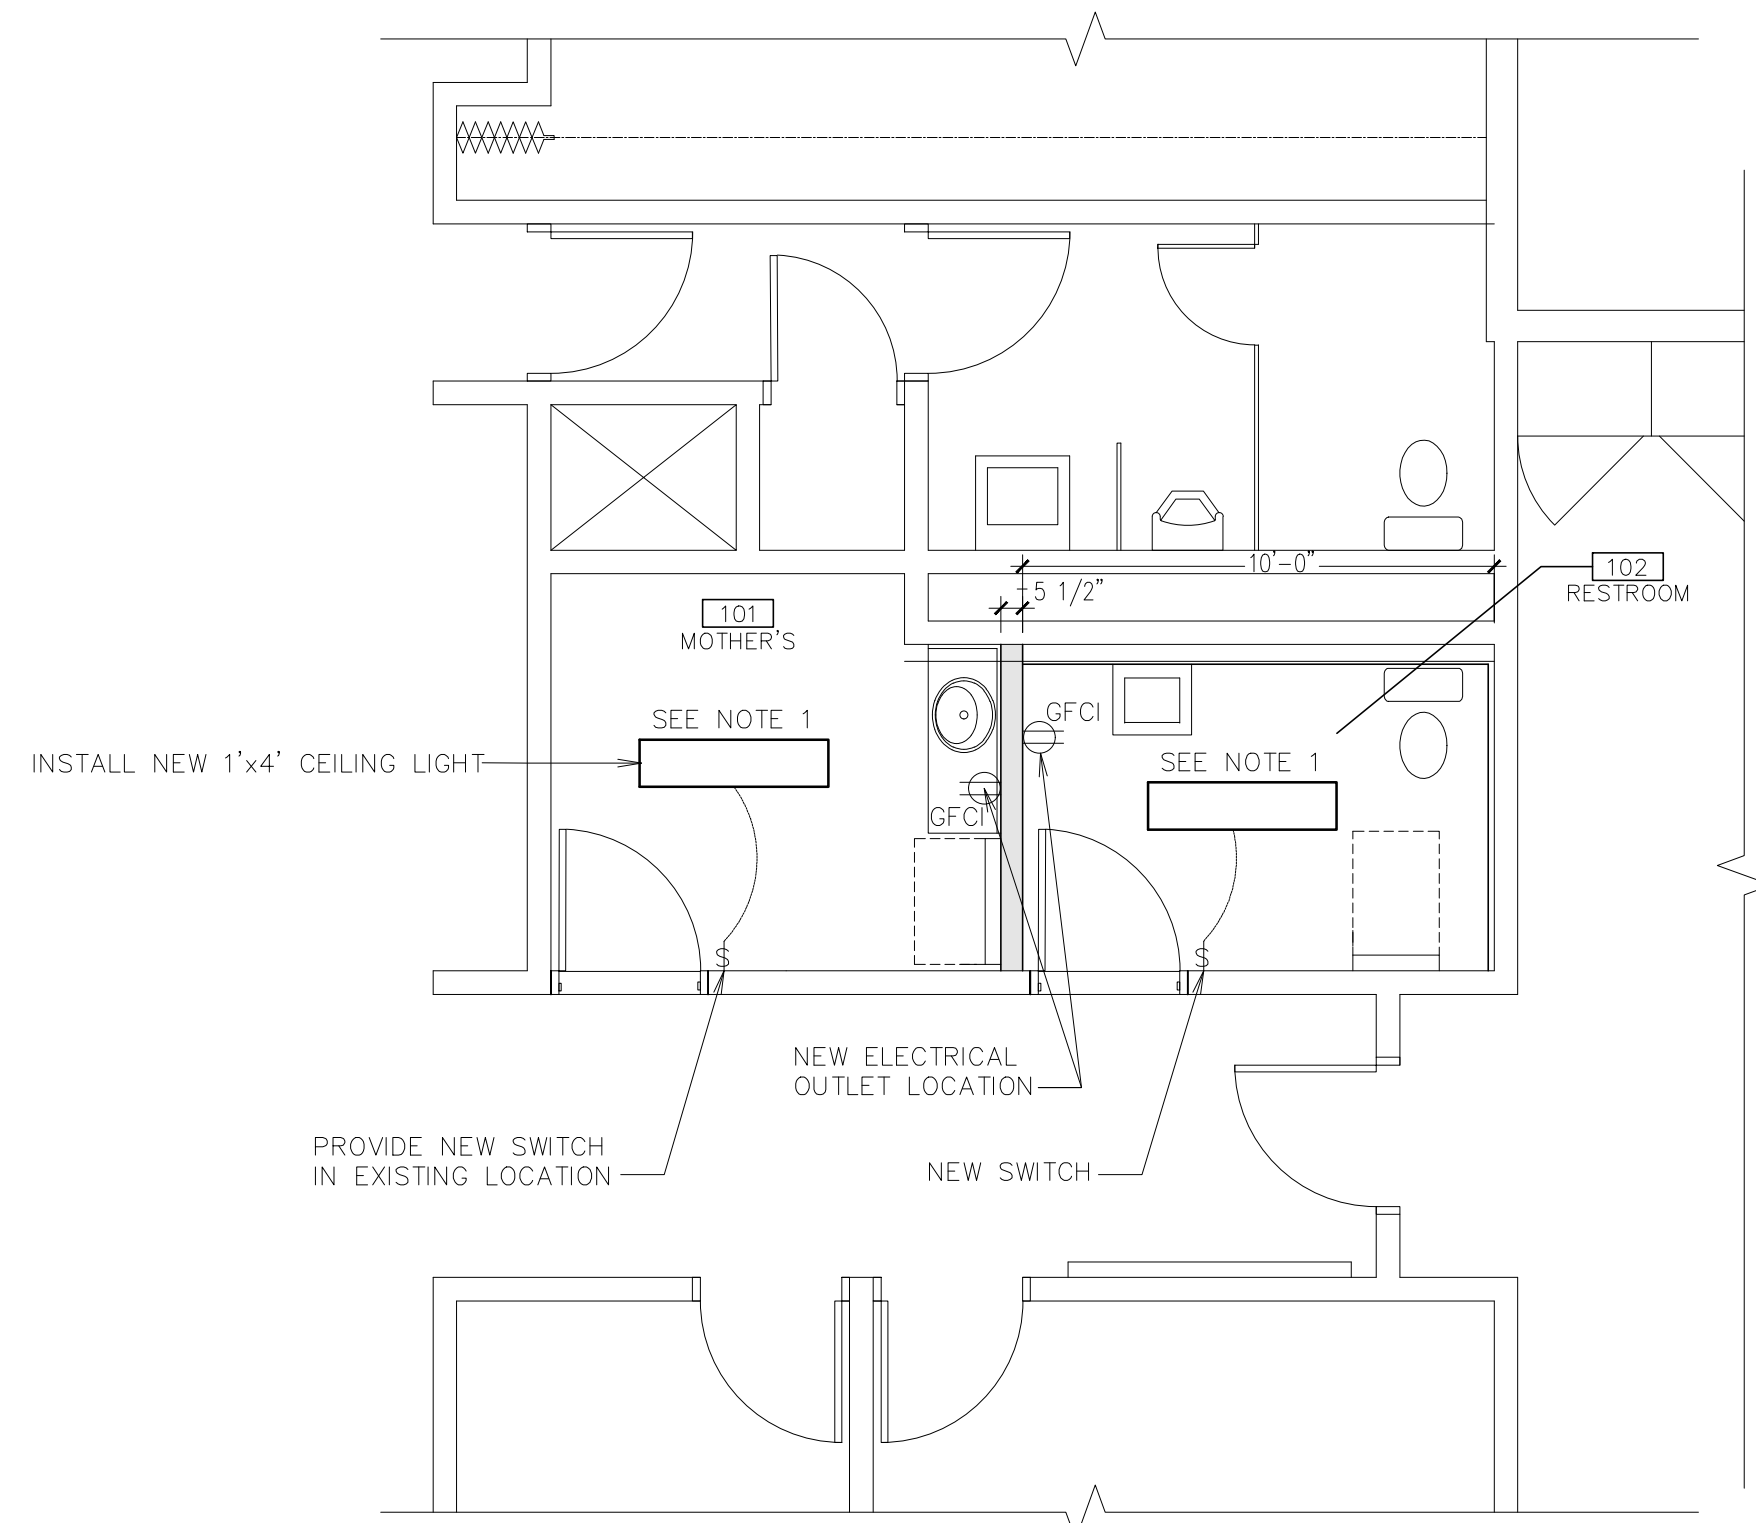 10'-0"
5 1/2"
102
RESTROOM
101
MOTHER'S
SEE NOTE 1
GFCI
INSTALL NEW 1'x4' CEILING LIGHT
SEE NOTE 1
GFCI
S
S
NEW ELECTRICAL
OUTLET LOCATION
PROVIDE NEW SWITCH
IN EXISTING LOCATION
NEW SWITCH